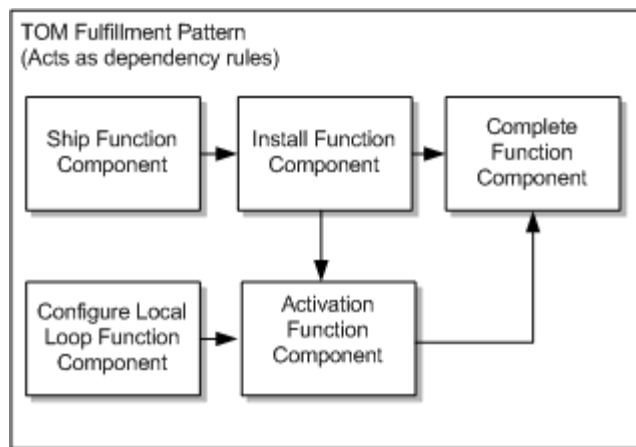 TOM Fulfillment Pattern
(Acts as dependency rules)
Ship Function
Component
Install Function
Component
Complete
Function
Component
Configure Local
Loop Function
Component
Activation
Function
Component